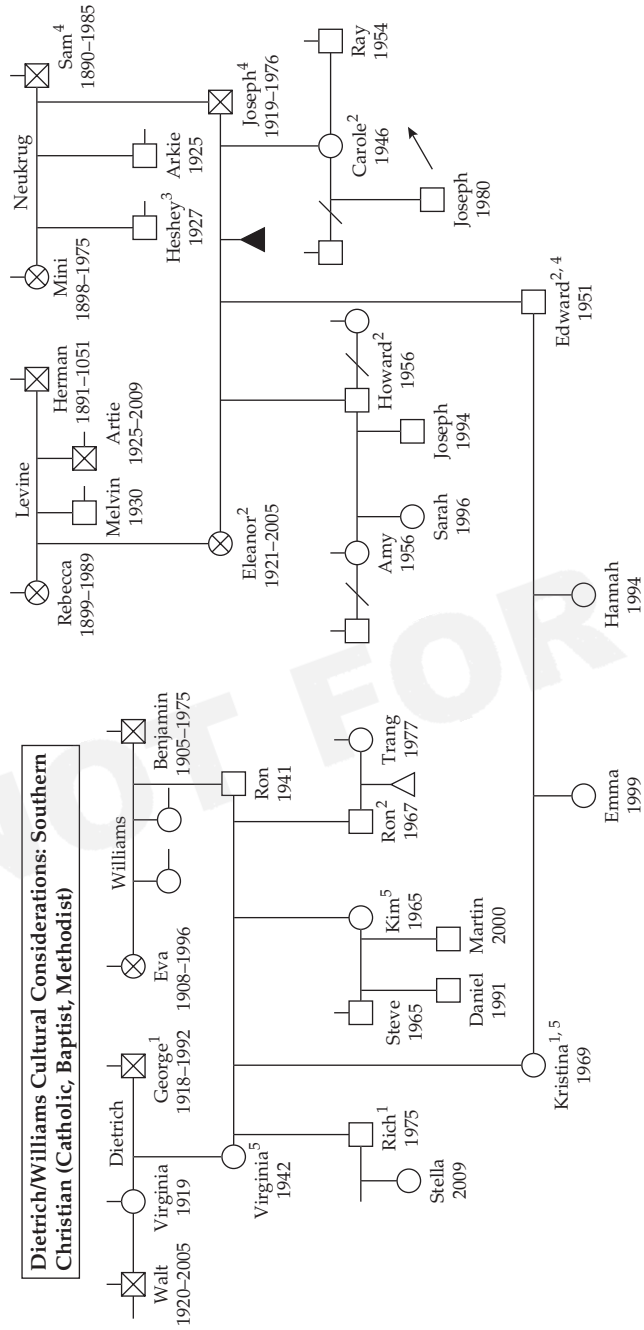 Dietrich/Williams Cultural Considerations: Southern
Christian (Catholic, Baptist, Methodist)
Dietrich
Walt
1920–2005
Virginia
1919
George1
1918–1992
Williams
Eva
1908–1996
Benjamin
1905–1975
Levine
Rebecca
1899–1989
Melvin
1930
Artie
1925–2009
Herman
1891–1051
Neukrug
Mini
1898–1975
Heshey3
1927
Arkie
1925
Sam4
1890–1985
Virginia5
1942
Ron
1941
Eleanor2
1921–2005
Joseph4
1919–1976
Rich1
1975
Stella
2009
Steve
1965
Kim5
1965
Daniel
1991
Martin
2000
Ron2
1967
Trang
1977
Amy
1956
Howard2
1956
Sarah
1996
Joseph
1994
Carole2
1946
Ray
1954
Joseph
1980
Kristina1, 5
1969
Edward2, 4
1951
Emma
1999
Hannah
1994
NOT FOR